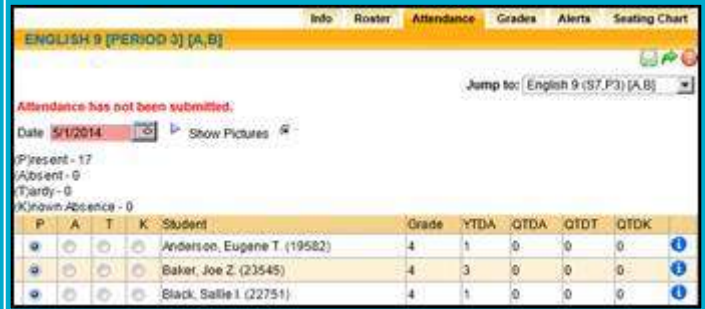 Info Roster Attendance Grades Alerts Seating Chart
ENGLISH 9 [PERIOD 3] [A,B]
Jump to: English 9 (S7,P3) [A,B]
Attendance has not been submitted.
Date 5/1/2014 Show Pictures
(P)resent - 17
(A)bsent - 0
(T)ardy - 0
(K)nown Absence - 0
P A T K Student Grade YTDA QTDA QTDT QTDK
Anderson, Eugene T. (19582) 4 1 0 0 0
Baker, Joe Z. (23545) 4 3 0 0 0
Black, Sallie I. (22751) 4 1 0 0 0